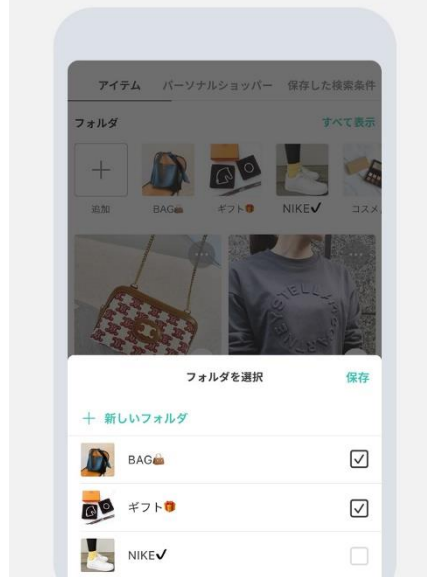 アイテム パーソナルショッパー 保存した検索条件
フォルダ すべて表示
追加 BAG👜 ギフト🎁 NIKE✔ コスメ
STELLA McCARTNEY
フォルダを選択 保存
＋ 新しいフォルダ
BAG👜
ギフト🎁
NIKE✔